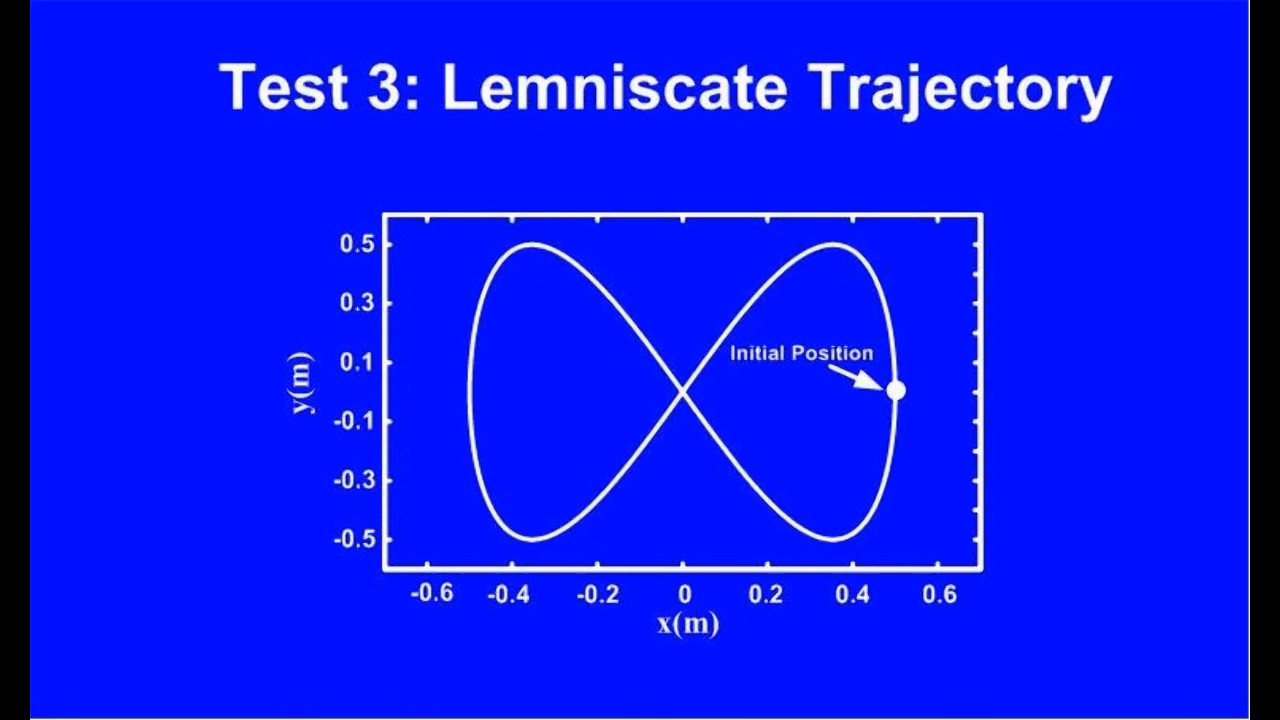 Test 3: Lemniscate Trajectory
0.5
0.3
0.1
-0.1
-0.3
-0.5
y(m)
Initial Position
-0.6 -0.4 -0.2 0 0.2 0.4 0.6
x(m)